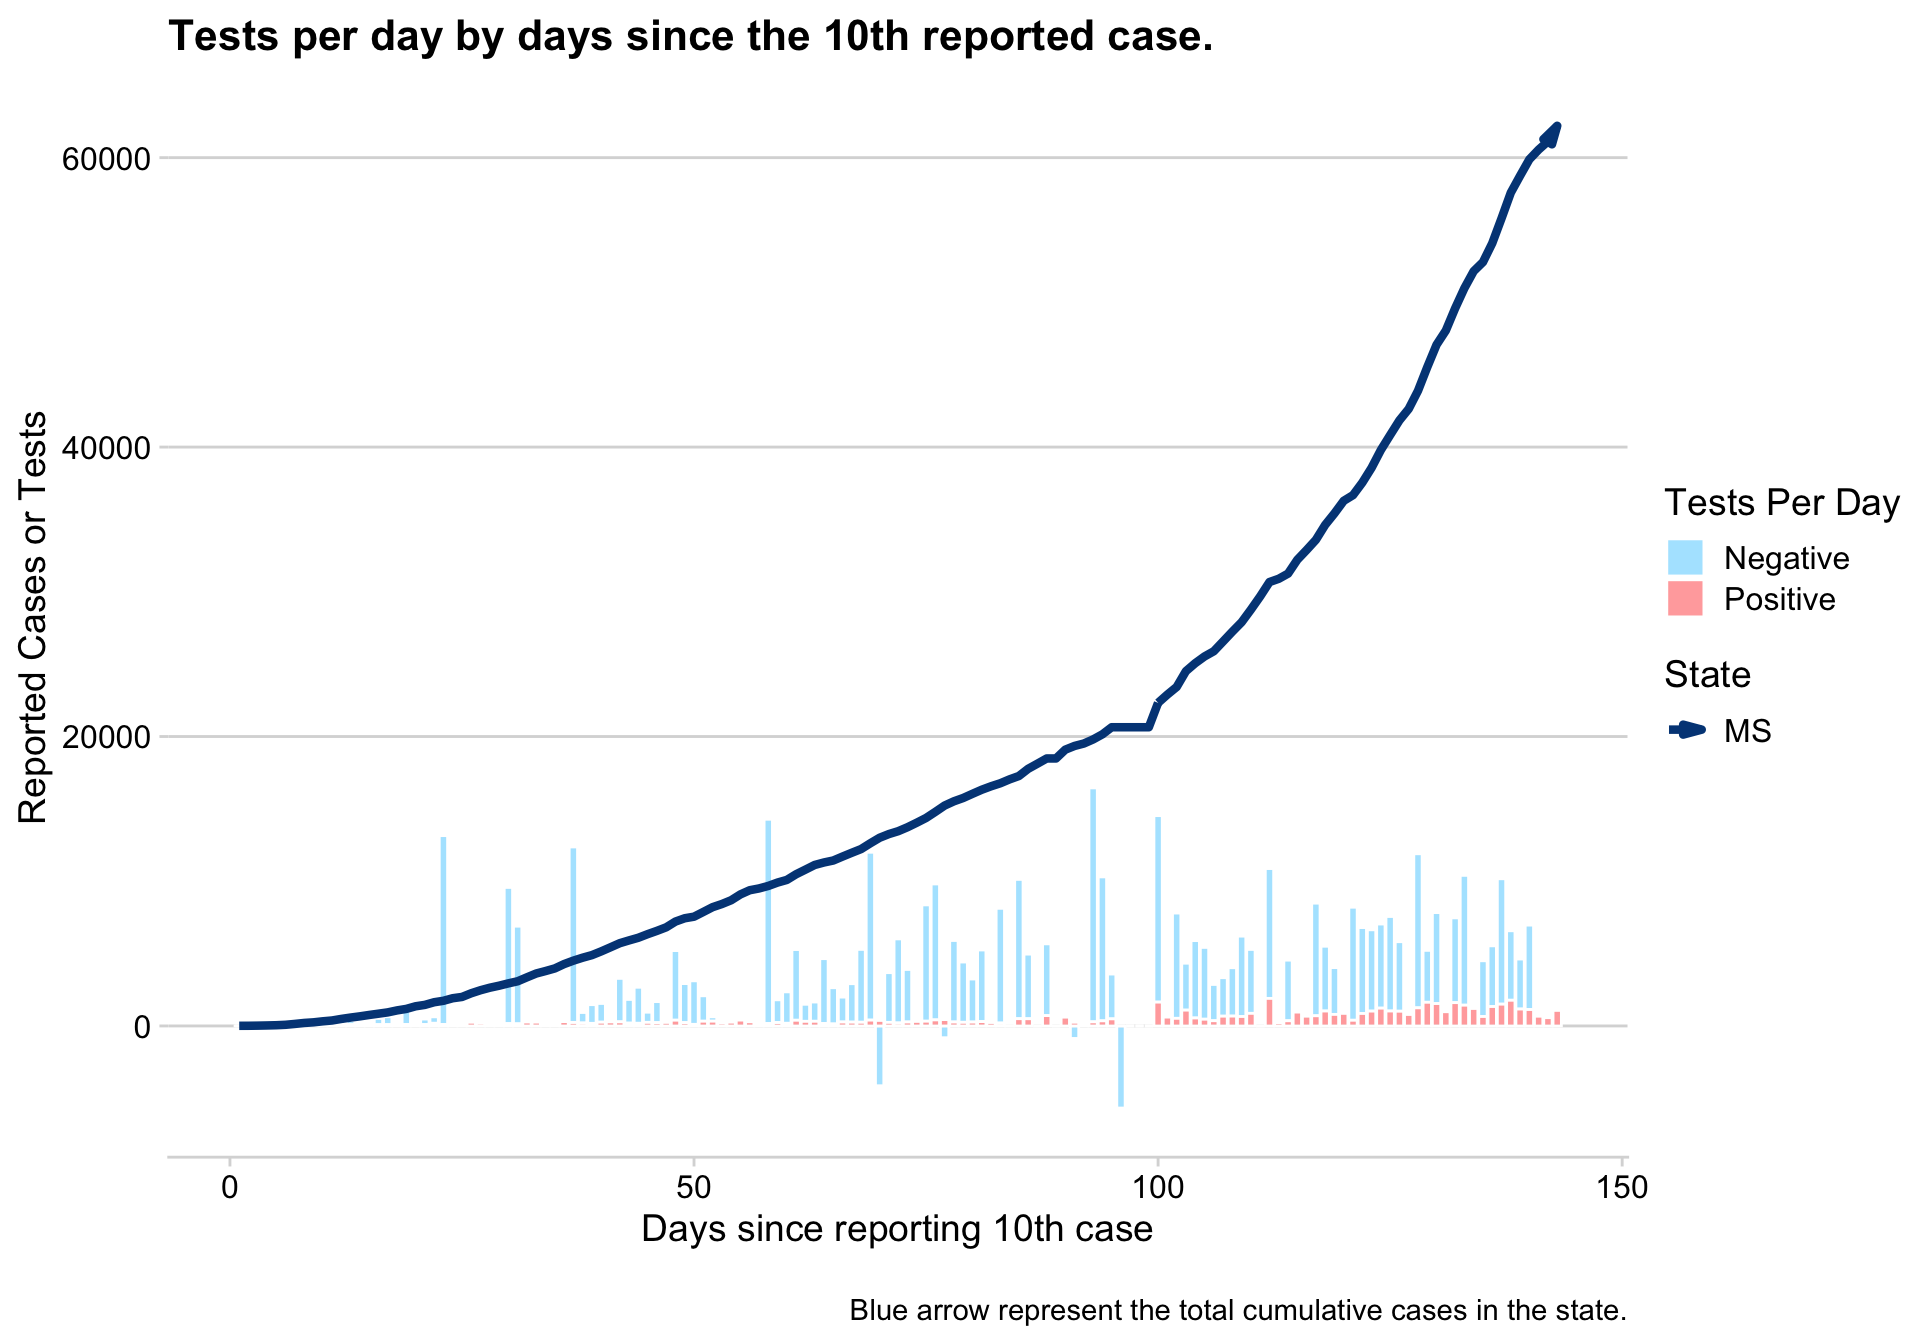 Tests per day by days since the 10th reported case.
60000
40000
20000
0
Reported Cases or Tests
0
50
100
150
Days since reporting 10th case
Tests Per Day
Negative
Positive
State
MS
Blue arrow represent the total cumulative cases in the state.